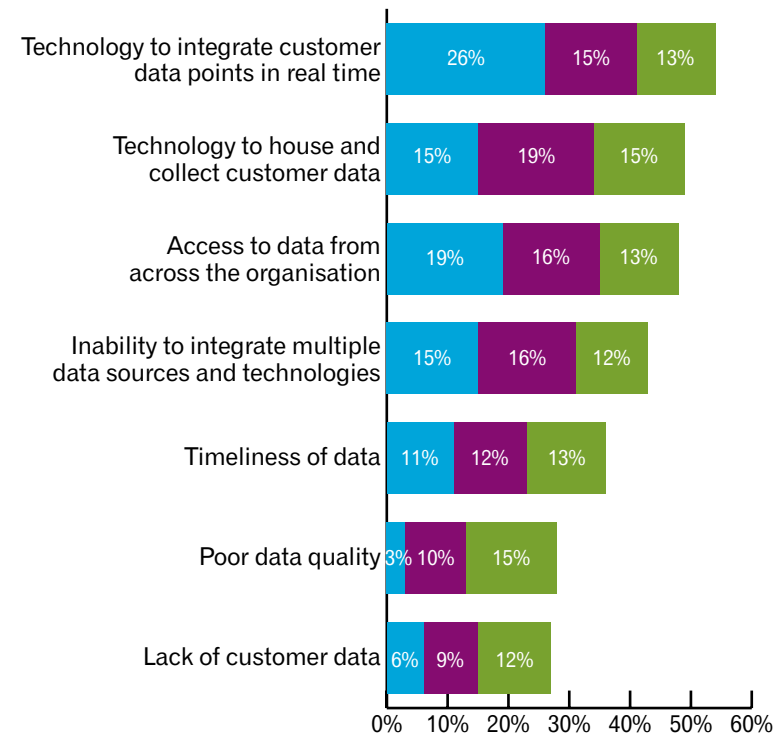 Technology to integrate customer
data points in real time
26% 15% 13%
Technology to house and
collect customer data
15% 19% 15%
Access to data from
across the organisation
19% 16% 13%
Inability to integrate multiple
data sources and technologies
15% 16% 12%
Timeliness of data
11% 12% 13%
Poor data quality
3% 10% 15%
Lack of customer data
6% 9% 12%
0% 10% 20% 30% 40% 50% 60%